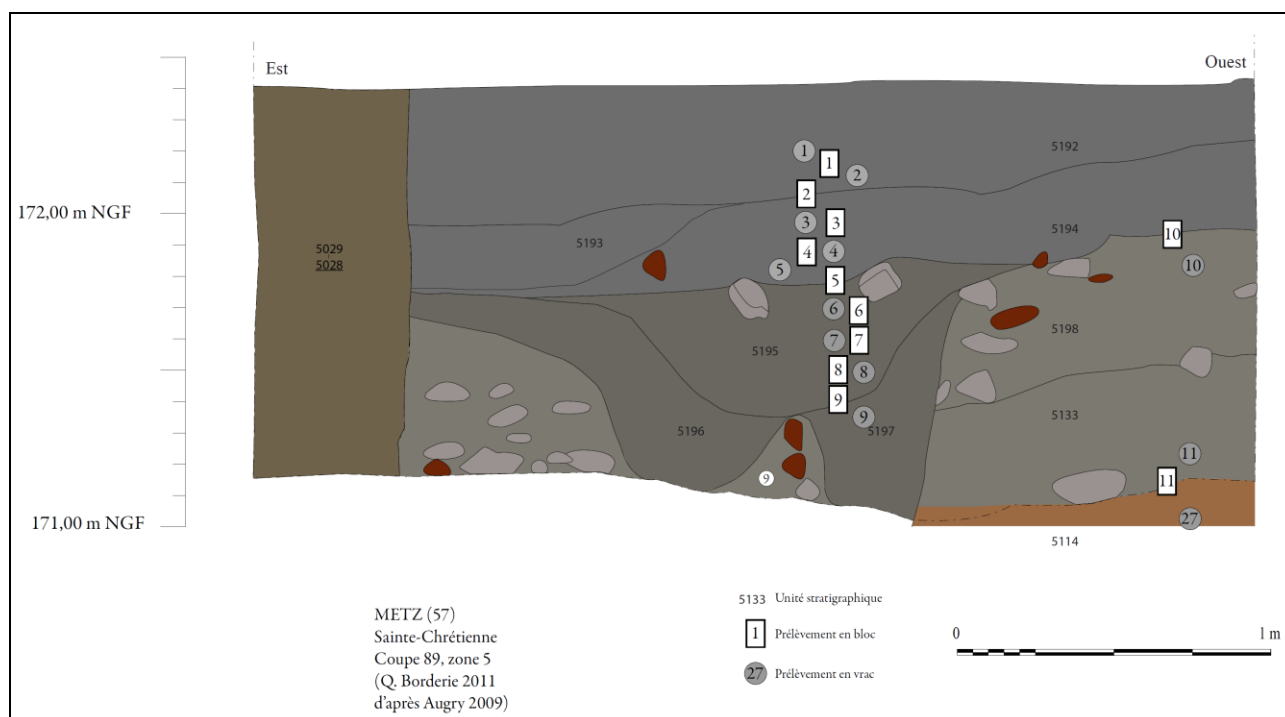 Est
Ouest
1
1
5192
2
2
172,00 m NGF
3
3
5194
10
5193
5029
5028
4
4
5
5
10
6
6
5198
7
7
5195
8
8
9
5133
9
5196
5197
11
9
11
171,00 m NGF
27
5114
5133 Unité stratigraphique
METZ (57)
Sainte-Chrétienne
Coupe 89, zone 5
(Q. Borderie 2011
d'après Augry 2009)
1 Prélèvement en bloc
27 Prélèvement en vrac
0
1 m